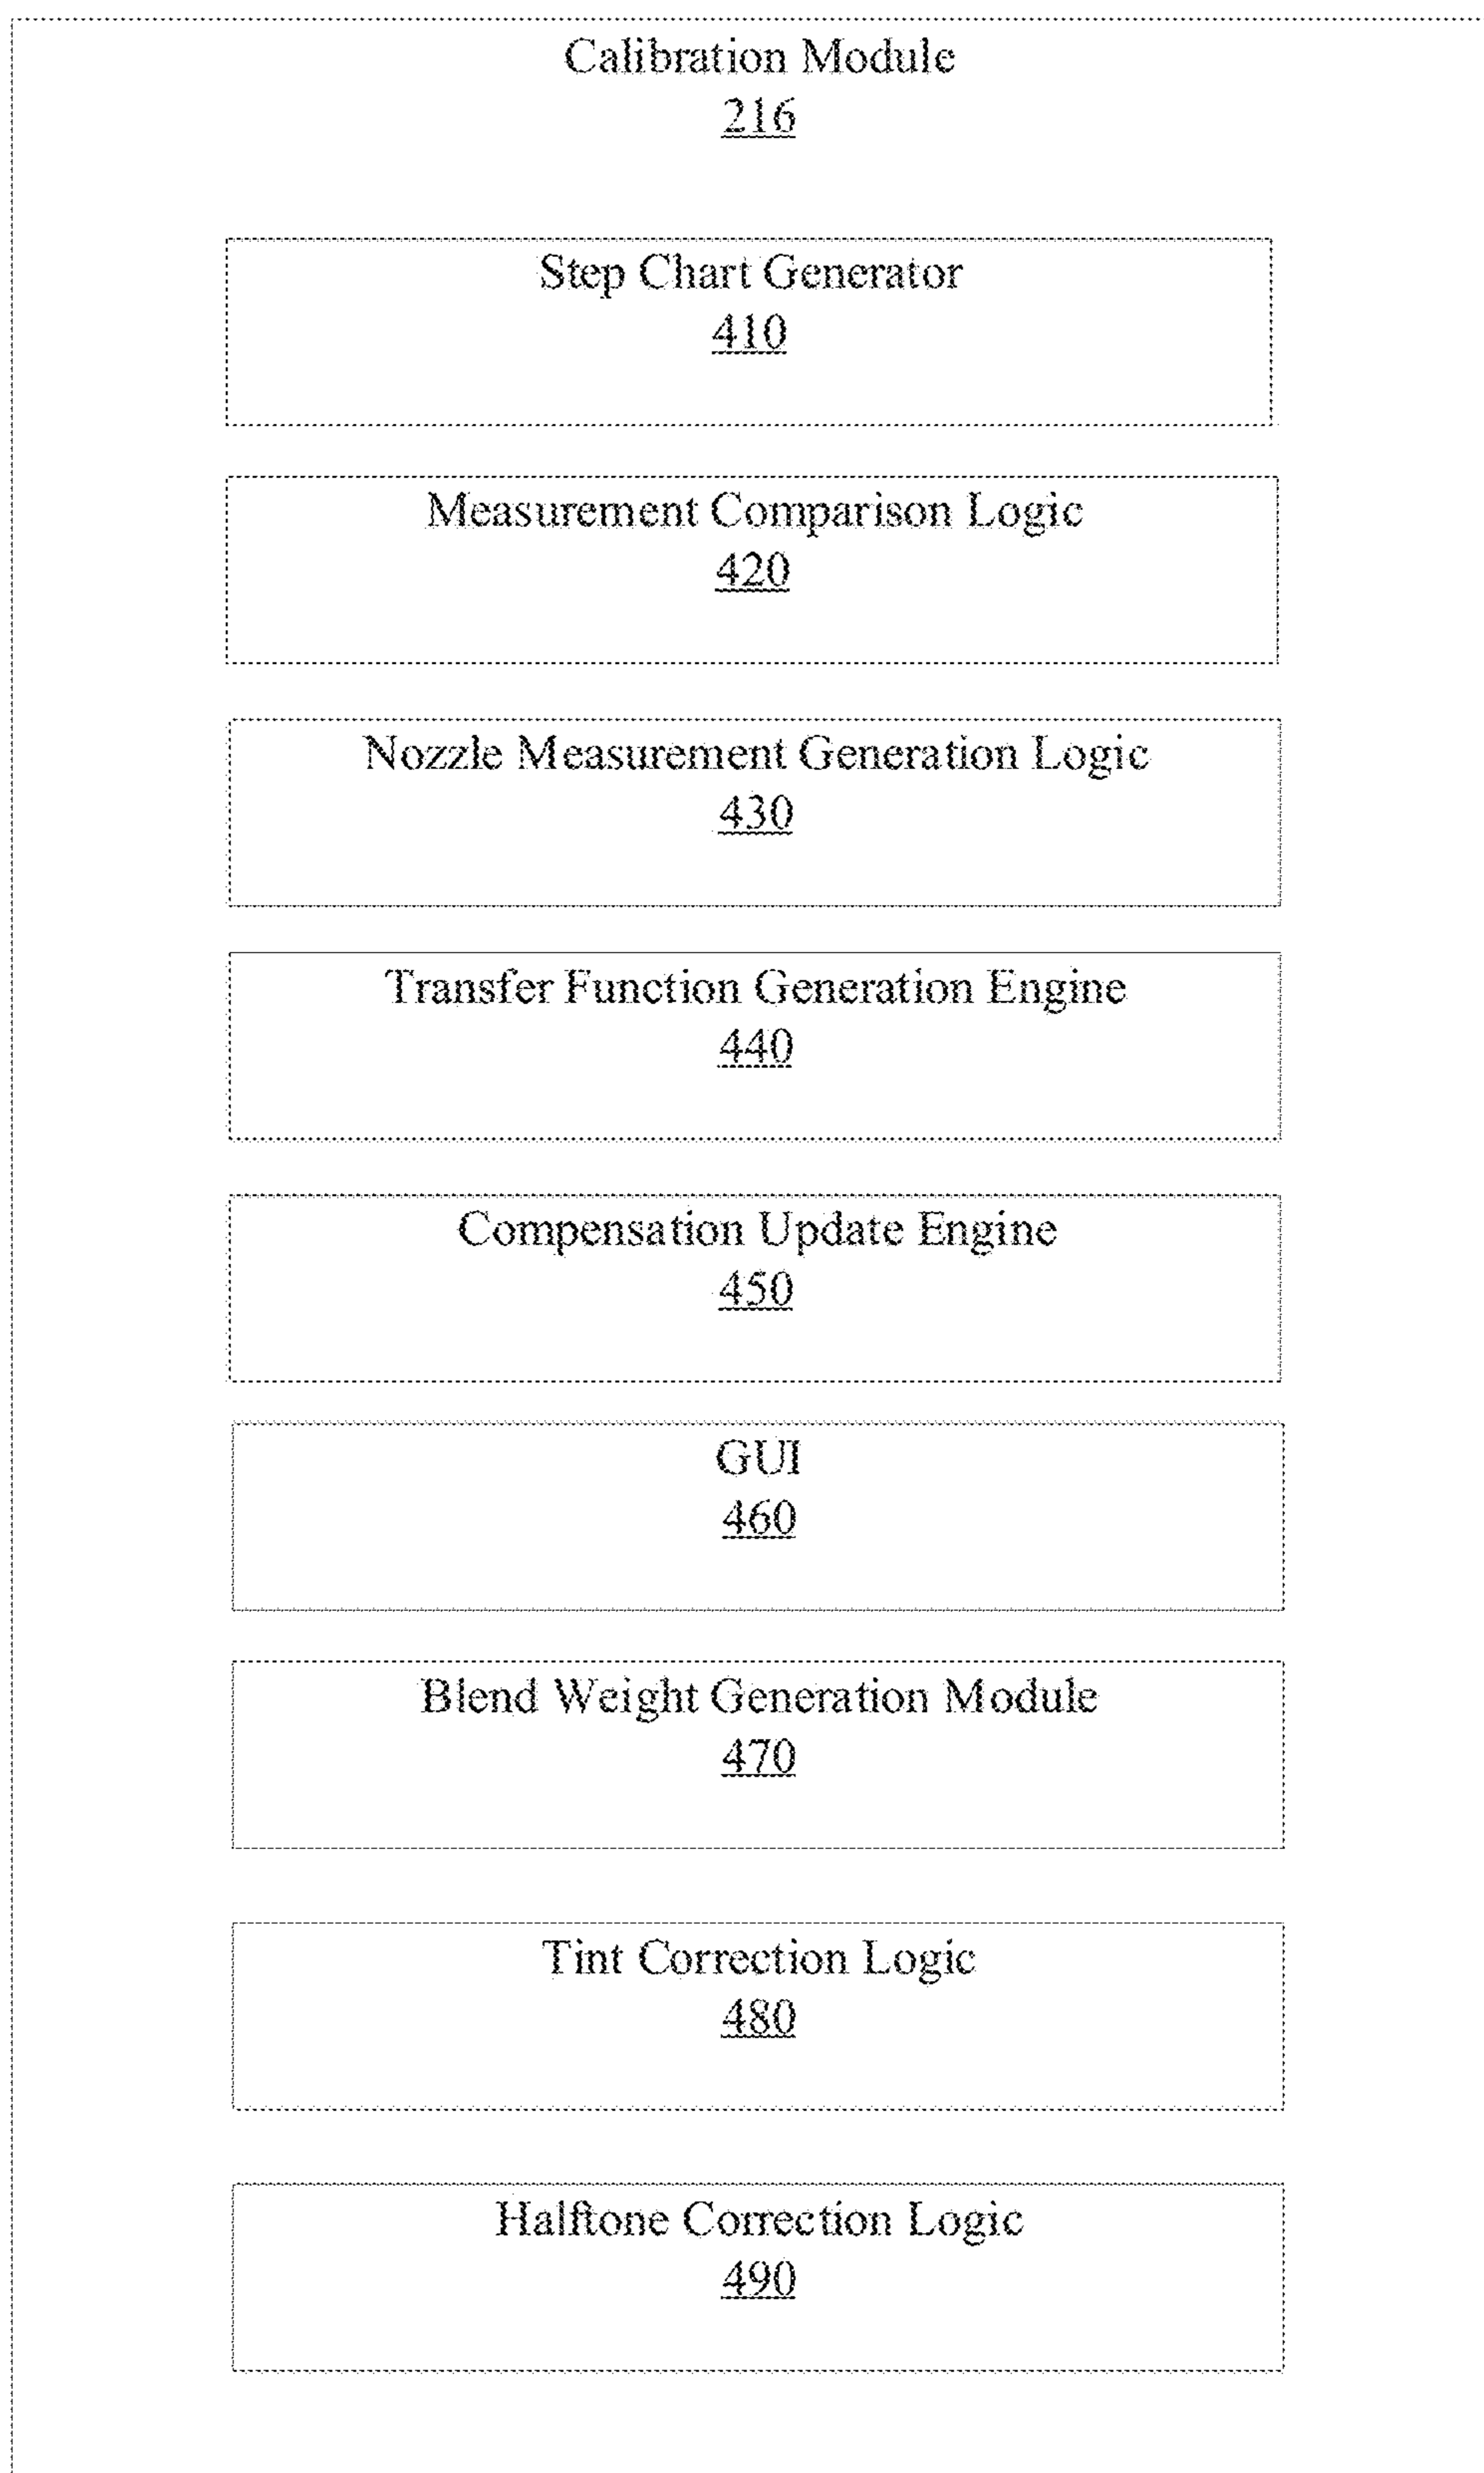 Calibration Module
216
Step Chart Generator
410
Measurement Comparison Logic
420
Nozzle Measurement Generation Logic
430
Transfer Function Generation Engine
440
Compensation Update Engine
450
GUI
460
Blend Weight Generation Module
470
Tint Correction Logic
480
Halftone Correction Logic
490